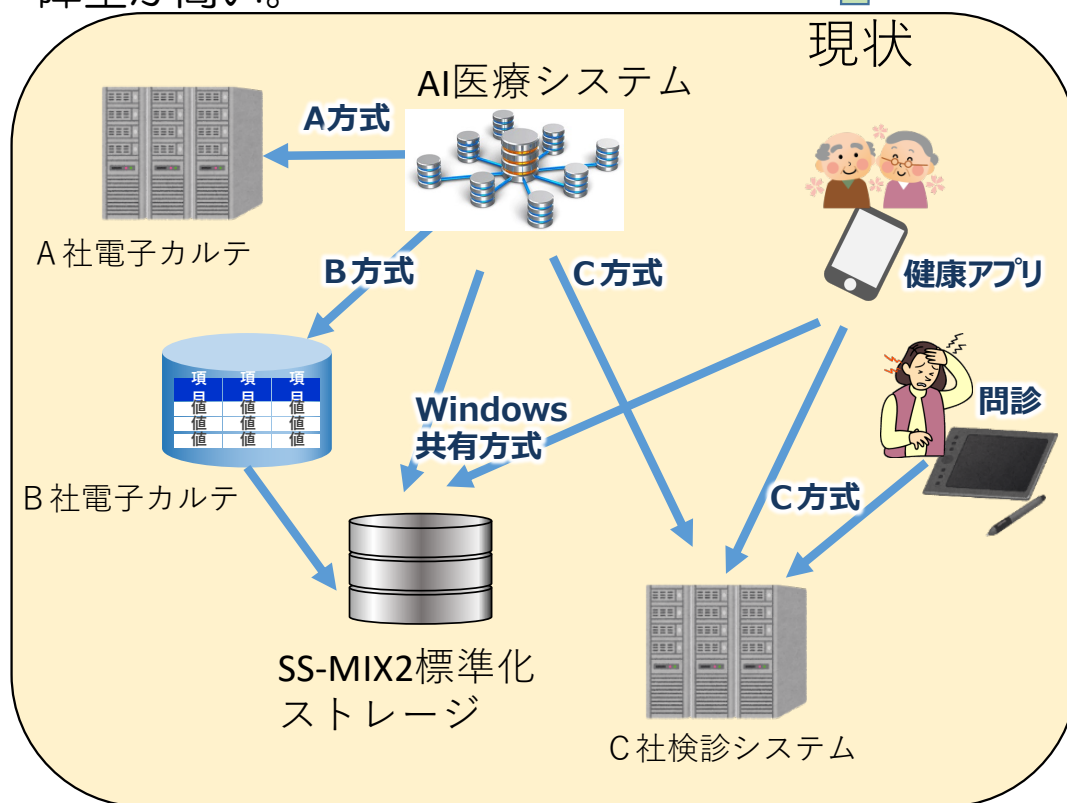 現状
AI医療システム
A方式
Ａ社電子カルテ
Ｂ方式
Ｃ方式
健康アプリ
項目 項目 項目
値 値 値
値 値 値
値 値 値
Windows
共有方式
問診
Ｂ社電子カルテ
Ｃ方式
SS-MIX2標準化
ストレージ
Ｃ社検診システム